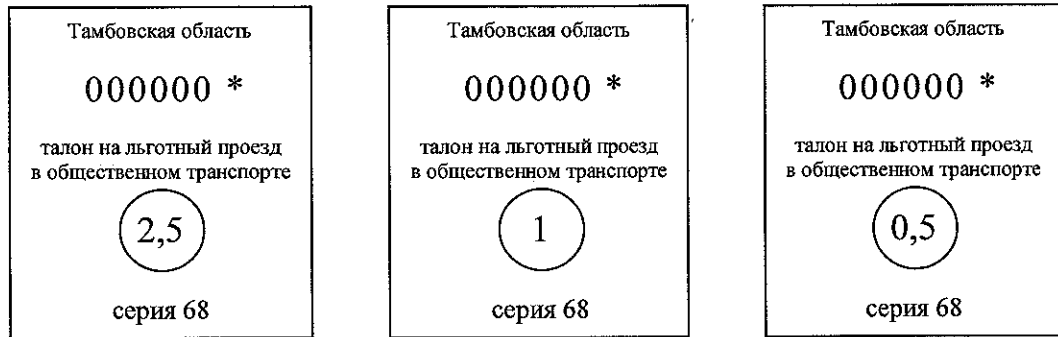 Тамбовская область
000000 *
талон на льготный проезд
в общественном транспорте
2,5
серия 68
Тамбовская область
000000 *
талон на льготный проезд
в общественном транспорте
1
серия 68
Тамбовская область
000000 *
талон на льготный проезд
в общественном транспорте
0,5
серия 68